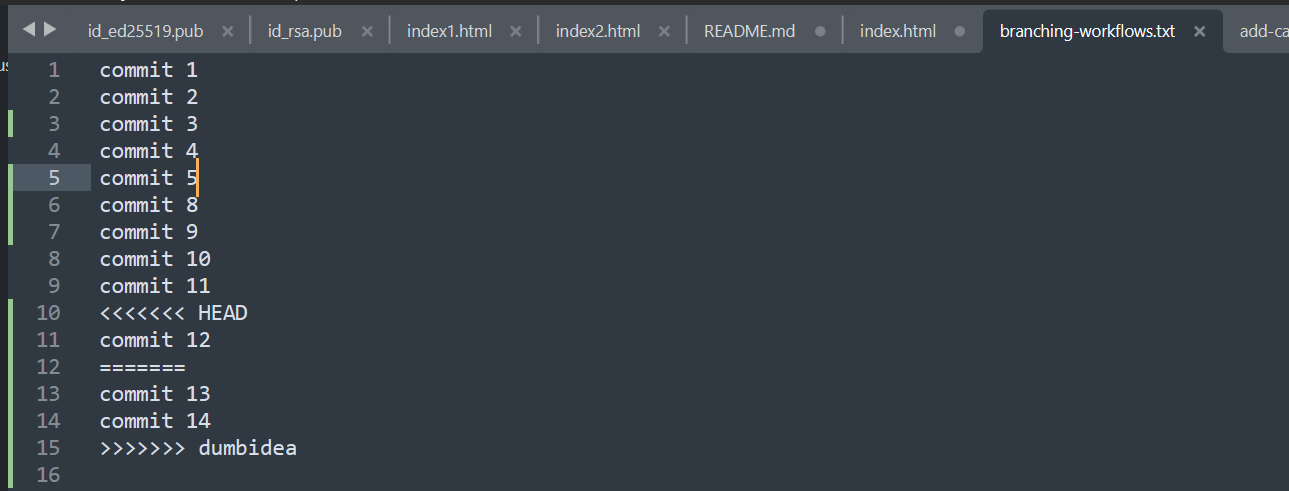 id_ed25519.pub × id_rsa.pub × index1.html × index2.html × README.md index.html branching-workflows.txt × add-ca
1 commit 1
2 commit 2
3 commit 3
4 commit 4
5 commit 5
6 commit 8
7 commit 9
8 commit 10
9 commit 11
10 <<<<<<< HEAD
11 commit 12
12 =======
13 commit 13
14 commit 14
15 >>>>>>> dumbidea
16